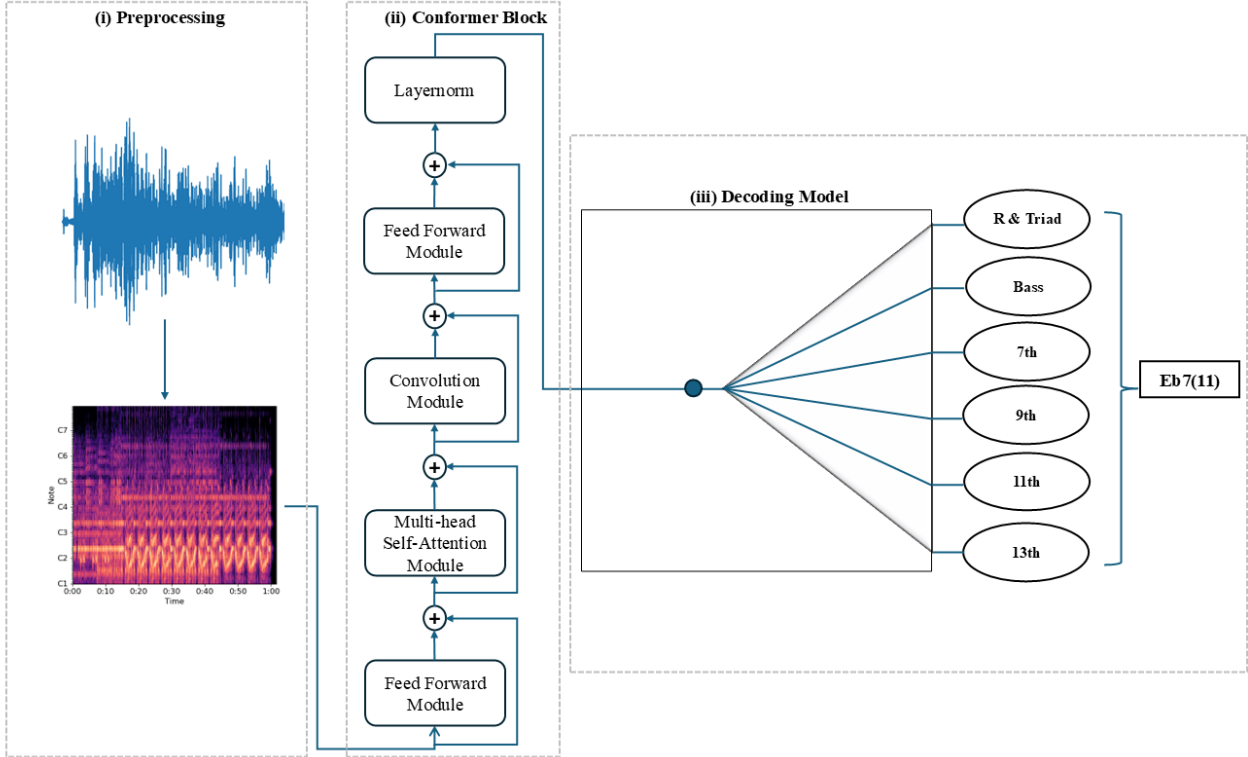 (i) Preprocessing
C7
C6
C5
C4
C3
C2
C1
Note
0:00 0:10 0:20 0:30 0:40 0:50 1:00
Time
(ii) Conformer Block
Layernorm
+
Feed Forward
Module
+
Convolution
Module
+
Multi-head
Self-Attention
Module
+
Feed Forward
Module
(iii) Decoding Model
R & Triad
Bass
7th
9th
11th
13th
Eb7(11)